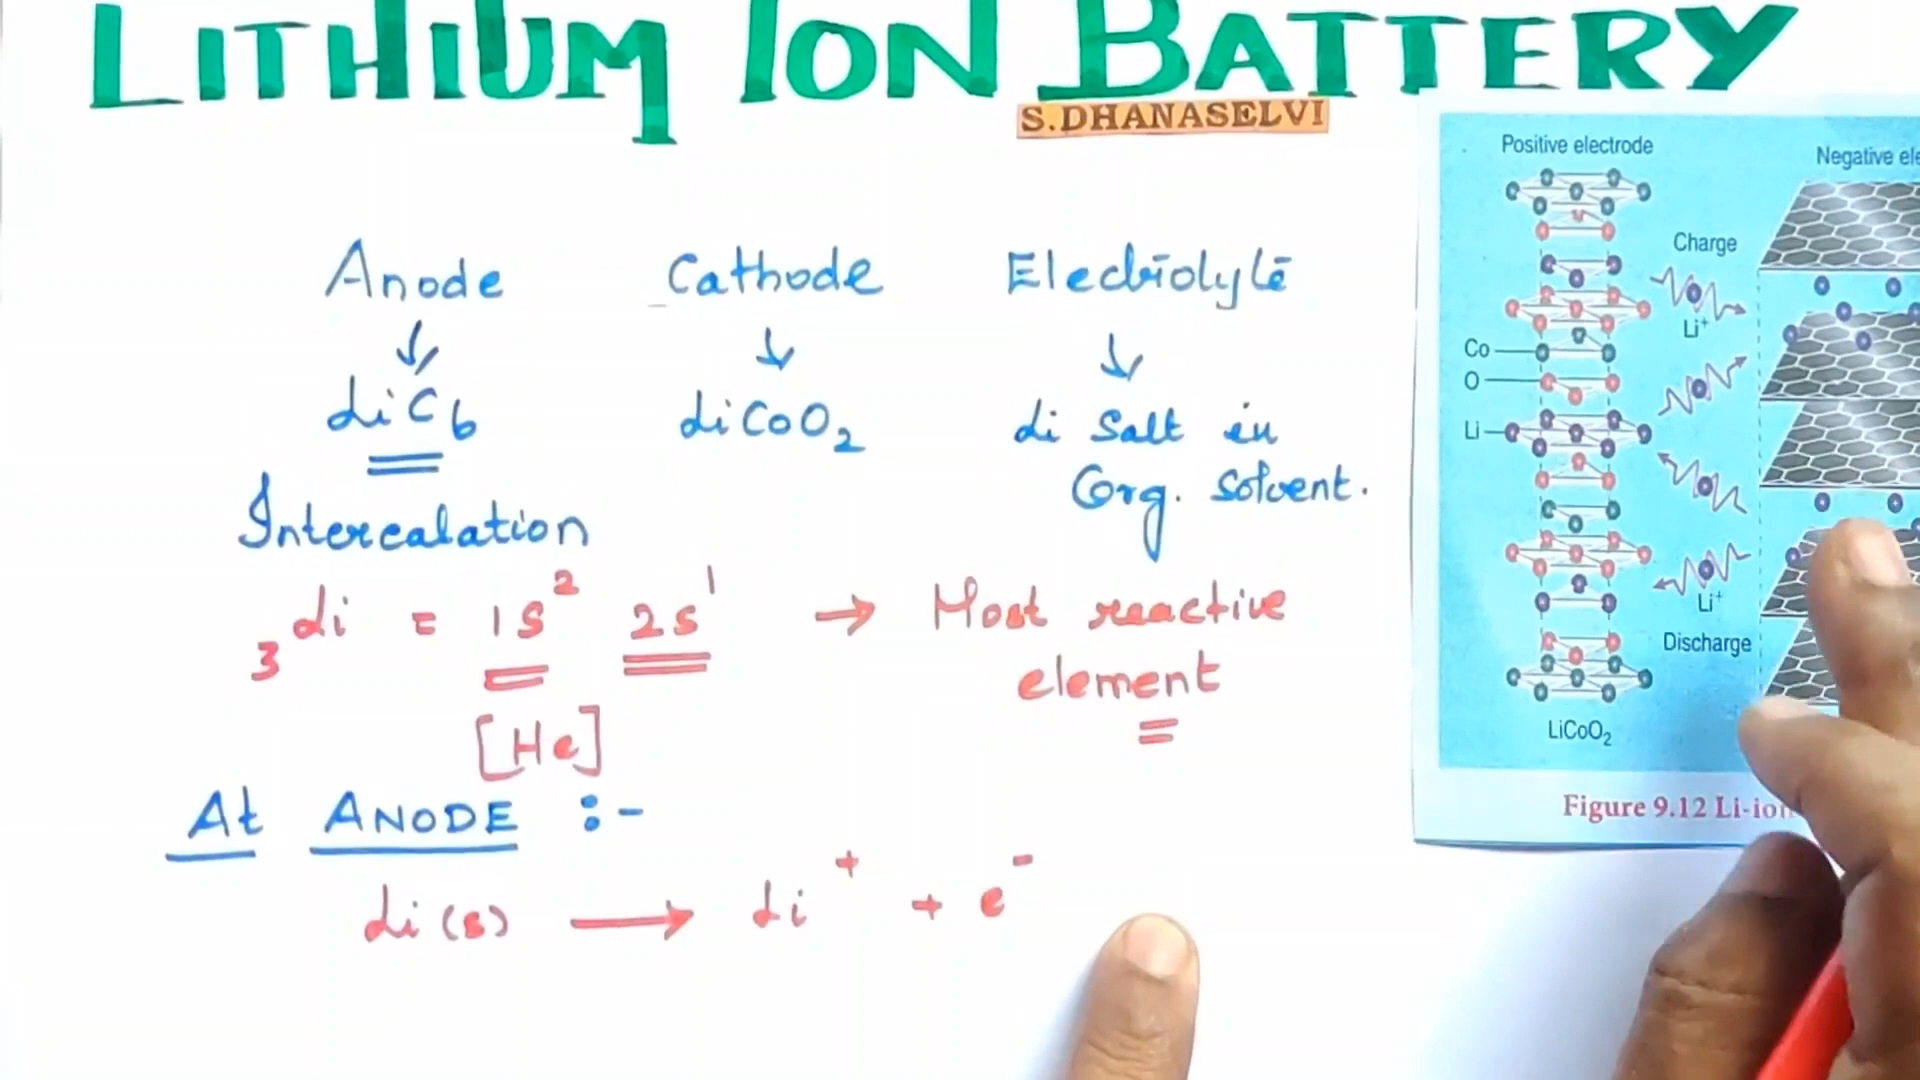 LITHIUM ION BATTERY
S.DHANASELVI
Anode Cathode Electrolyte
LiC6 LiCoO2 Li Salt in
Org. Solvent.
Intercalation
3Li = 1s² 2s¹ → Most reactive
element
[He]
At ANODE :-
Li(s) → Li⁺ + e⁻
Positive electrode
Negative ele
Charge
Li⁺
Co
O
Li
Li⁺
Discharge
LiCoO2
Figure 9.12 Li-ion